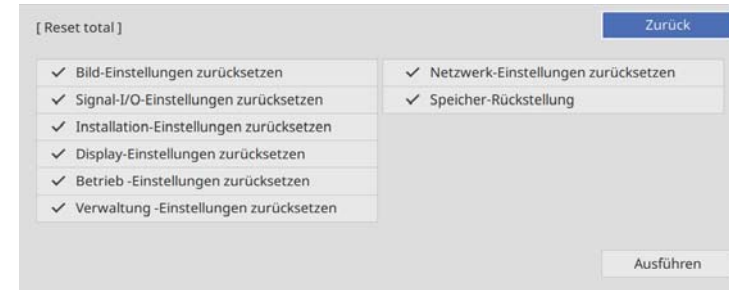 [ Reset total ]
Zurück
Bild-Einstellungen zurücksetzen
Netzwerk-Einstellungen zurücksetzen
Signal-I/O-Einstellungen zurücksetzen
Speicher-Rückstellung
Installation-Einstellungen zurücksetzen
Display-Einstellungen zurücksetzen
Betrieb -Einstellungen zurücksetzen
Verwaltung -Einstellungen zurücksetzen
Ausführen